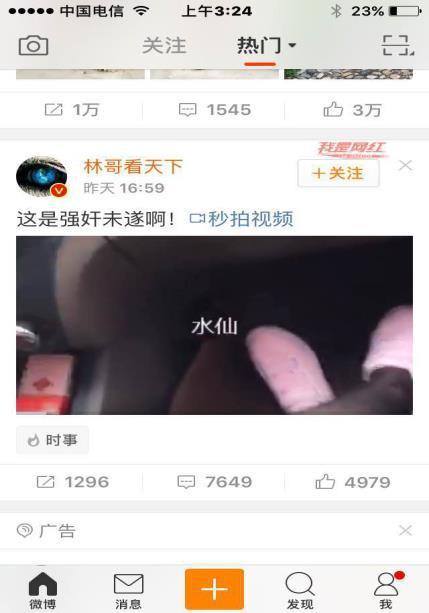 中国电信
上午3:24
23%
关注
热门
1万
1545
3万
我是网红
林哥看天下
昨天 16:59
+关注
这是强奸未遂啊! 秒拍视频
水仙
时事
1296
7649
4979
广告
微博
消息
发现
我